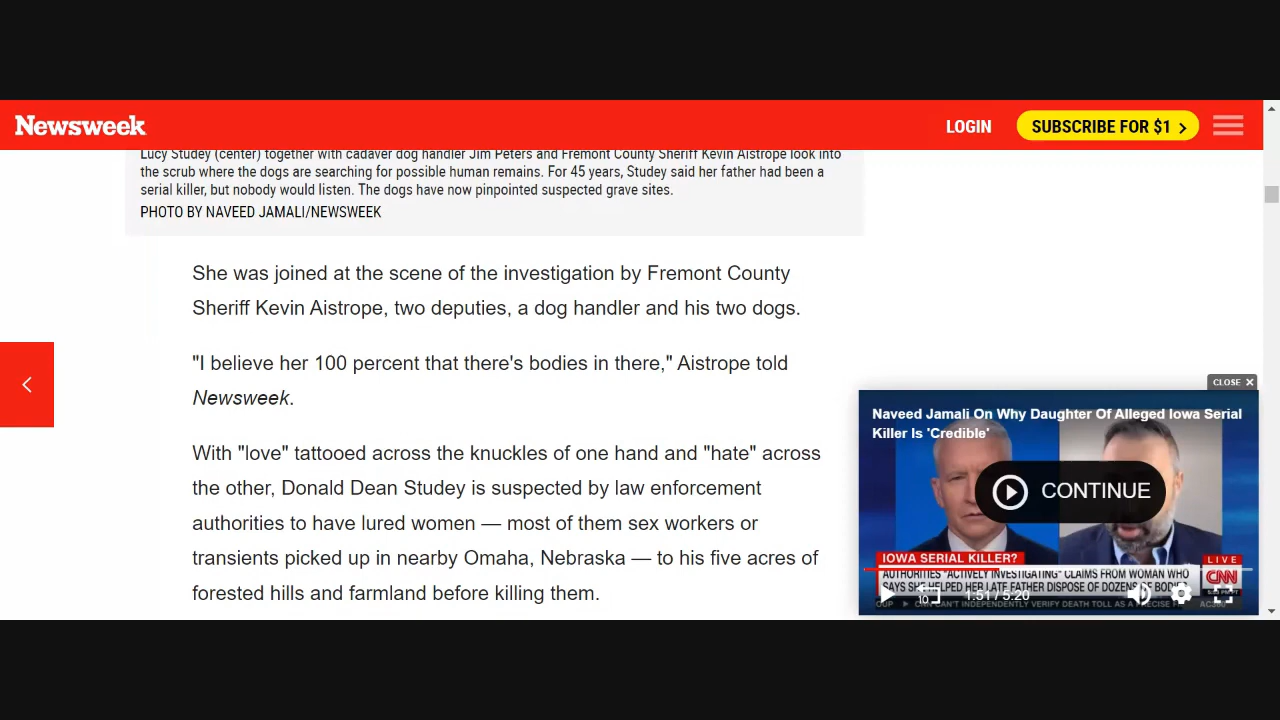 Newsweek
LOGIN
SUBSCRIBE FOR $1
Lucy Studey (center) together with cadaver dog handler Jim Peters and Fremont County Sheriff Kevin Aistrope look into
the scrub where the dogs are searching for possible human remains. For 45 years, Studey said her father had been a
serial killer, but nobody would listen. The dogs have now pinpointed suspected grave sites.
PHOTO BY NAVEED JAMALI/NEWSWEEK
She was joined at the scene of the investigation by Fremont County
Sheriff Kevin Aistrope, two deputies, a dog handler and his two dogs.
"I believe her 100 percent that there's bodies in there," Aistrope told
Newsweek.
With "love" tattooed across the knuckles of one hand and "hate" across
the other, Donald Dean Studey is suspected by law enforcement
authorities to have lured women — most of them sex workers or
transients picked up in nearby Omaha, Nebraska — to his five acres of
forested hills and farmland before killing them.
CLOSE
Naveed Jamali On Why Daughter Of Alleged Iowa Serial
Killer Is 'Credible'
CONTINUE
IOWA SERIAL KILLER?
LIVE
AUTHORITIES "ACTIVELY INVESTIGATING" CLAIMS FROM WOMAN WHO
SAYS SHE HELPED HER LATE FATHER DISPOSE OF DOZENS OF
CNN
10
1:51 / 5:20
CNN CAN'T INDEPENDENTLY VERIFY DEATH TOLL AS A PRECISE